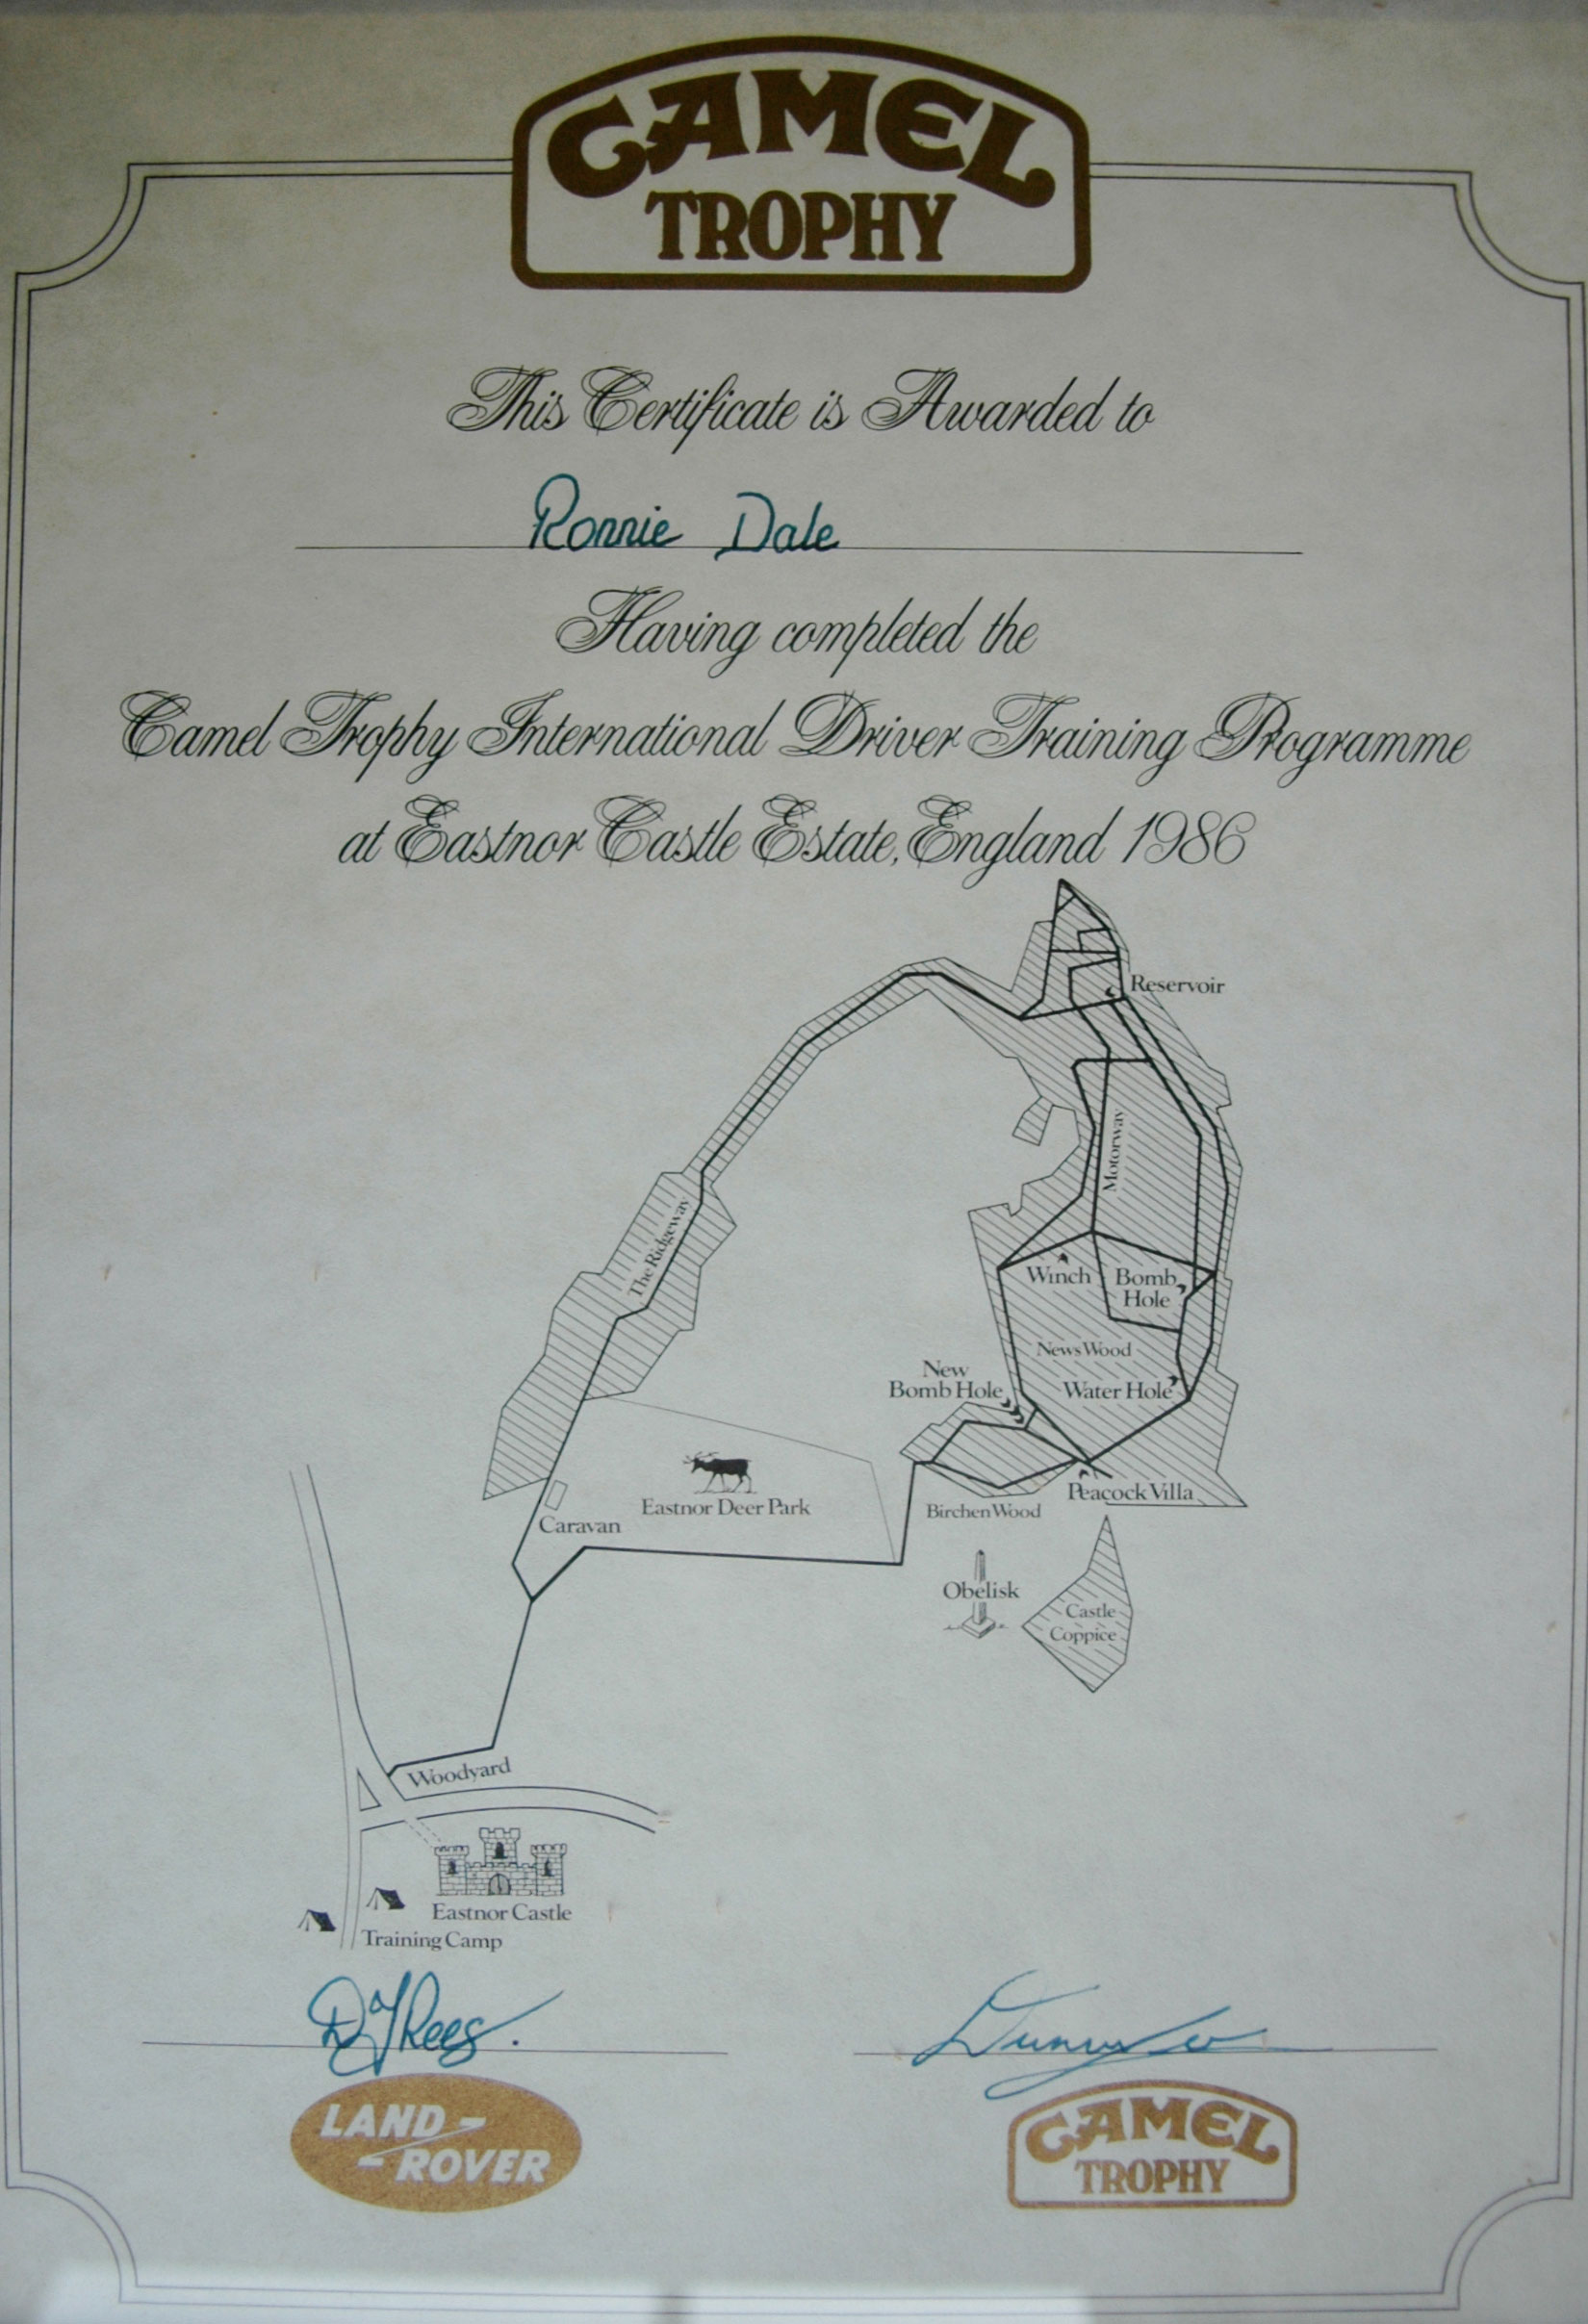 CAMEL
TROPHY
This Certificate is Awarded to
Ronnie Dale
Having completed the
Camel Trophy International Driver Training Programme
at Eastnor Castle Estate, England 1986
Reservoir
Motorway
The Ridgeway
Winch
Bomb
Hole
News Wood
New
Bomb Hole
Water Hole
Peacock Villa
Eastnor Deer Park
Birchen Wood
Caravan
Obelisk
Castle
Coppice
Woodyard
Eastnor Castle
Training Camp
D J Rees.
LAND-
-ROVER
CAMEL
TROPHY